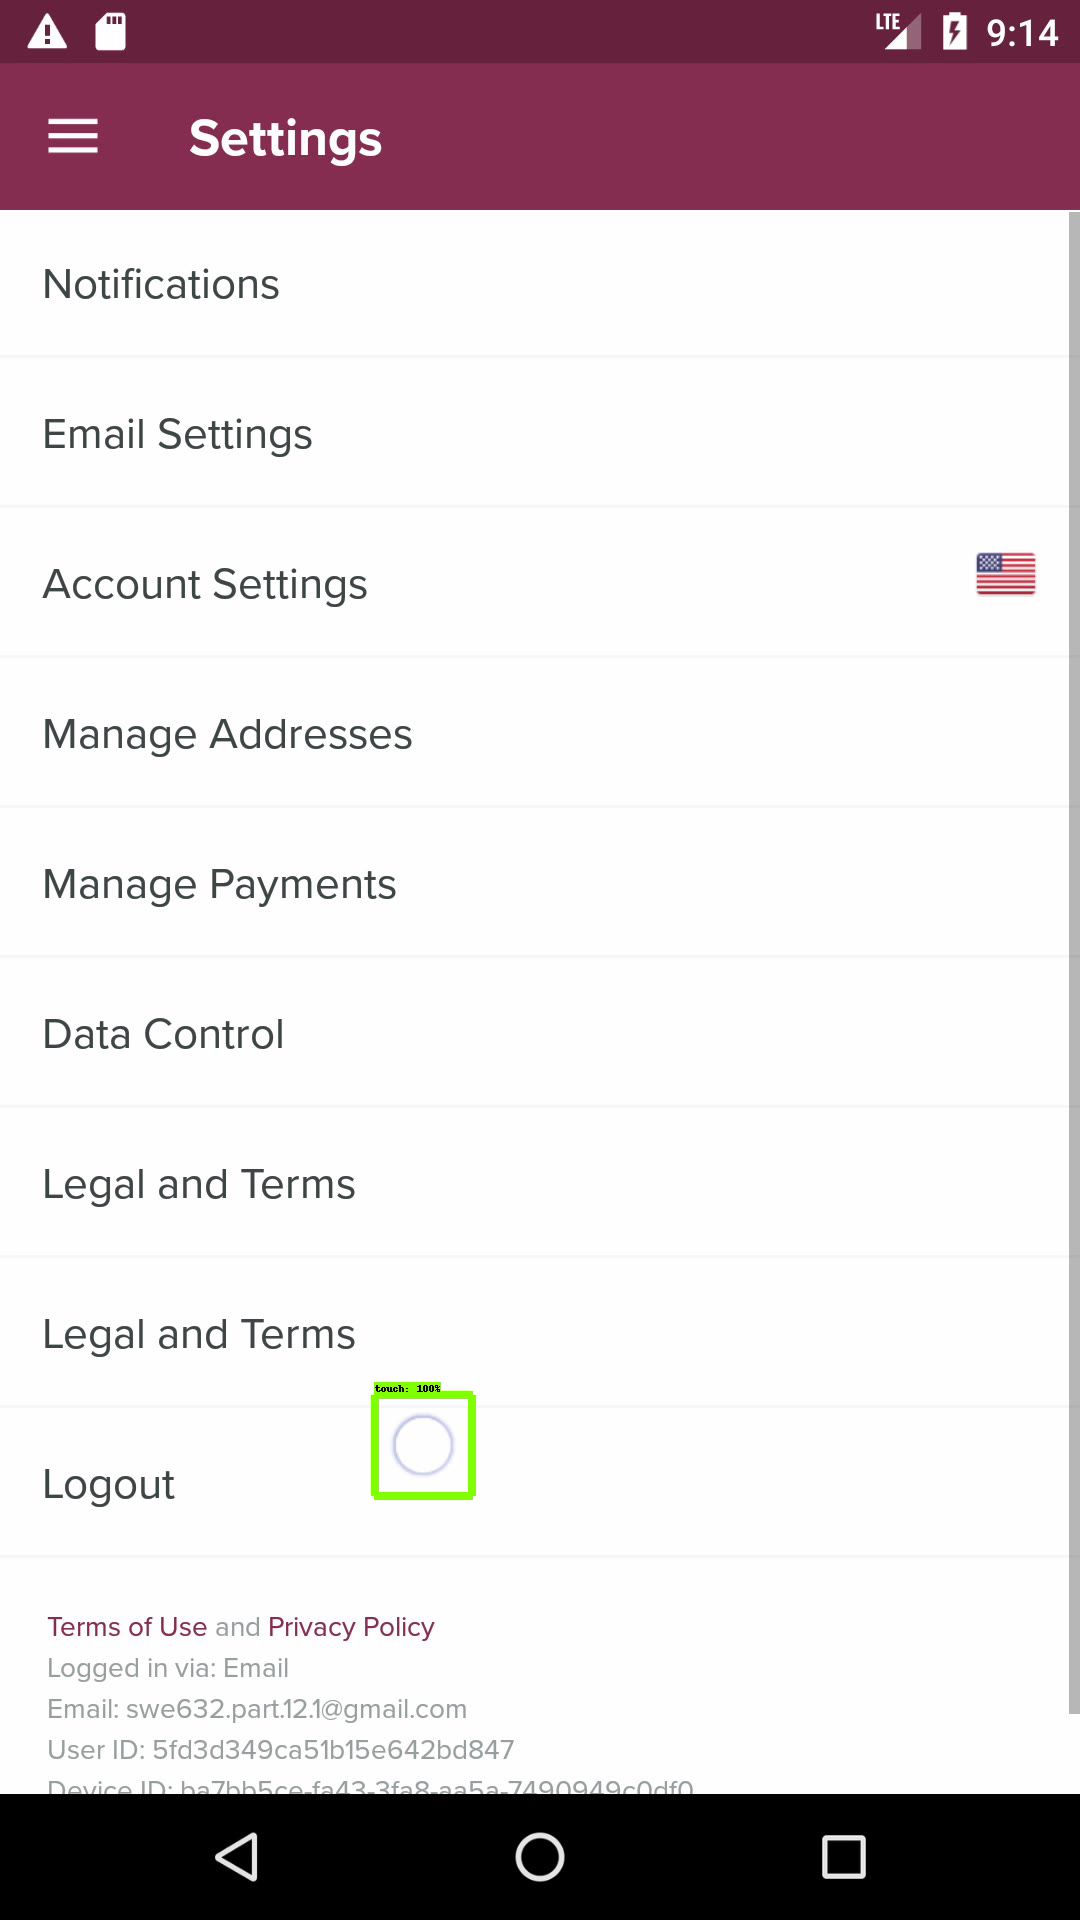 LTE 9:14
Settings
Notifications
Email Settings
Account Settings
Manage Addresses
Manage Payments
Data Control
Legal and Terms
Legal and Terms
touch: 100%
Logout
Terms of Use and Privacy Policy
Logged in via: Email
Email: swe632.part.12.1@gmail.com
User ID: 5fd3d349ca51b15e642bd847
Device ID: ba7bb5ce-fa43-3fa8-aa5a-7490949c0df0